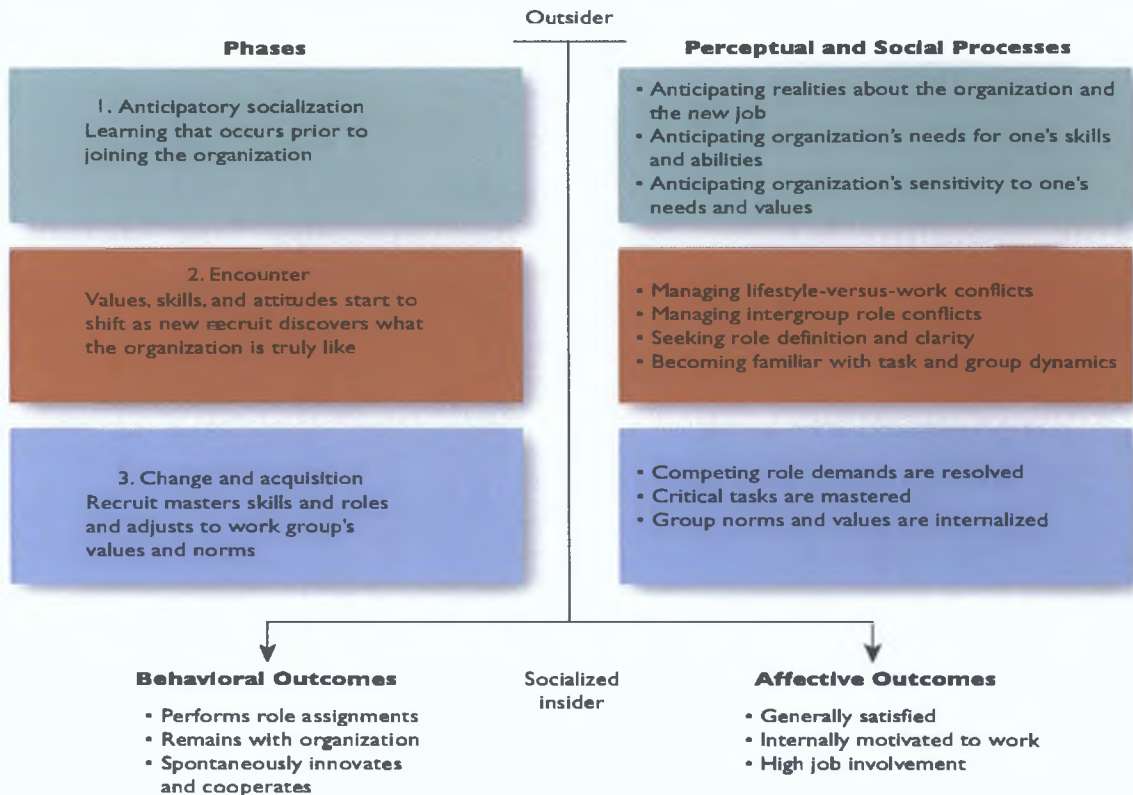 Outsider
Phases
Perceptual and Social Processes
1. Anticipatory socialization
Learning that occurs prior to
joining the organization
• Anticipating realities about the organization and
the new job
• Anticipating organization's needs for one's skills
and abilities
• Anticipating organization's sensitivity to one's
needs and values
2. Encounter
Values, skills, and attitudes start to
shift as new recruit discovers what
the organization is truly like
• Managing lifestyle-versus-work conflicts
• Managing intergroup role conflicts
• Seeking role definition and clarity
• Becoming familiar with task and group dynamics
3. Change and acquisition
Recruit masters skills and roles
and adjusts to work group's
values and norms
• Competing role demands are resolved
• Critical tasks are mastered
• Group norms and values are internalized
Behavioral Outcomes
• Performs role assignments
• Remains with organization
• Spontaneously innovates
and cooperates
Socialized
insider
Affective Outcomes
• Generally satisfied
• Internally motivated to work
• High job involvement